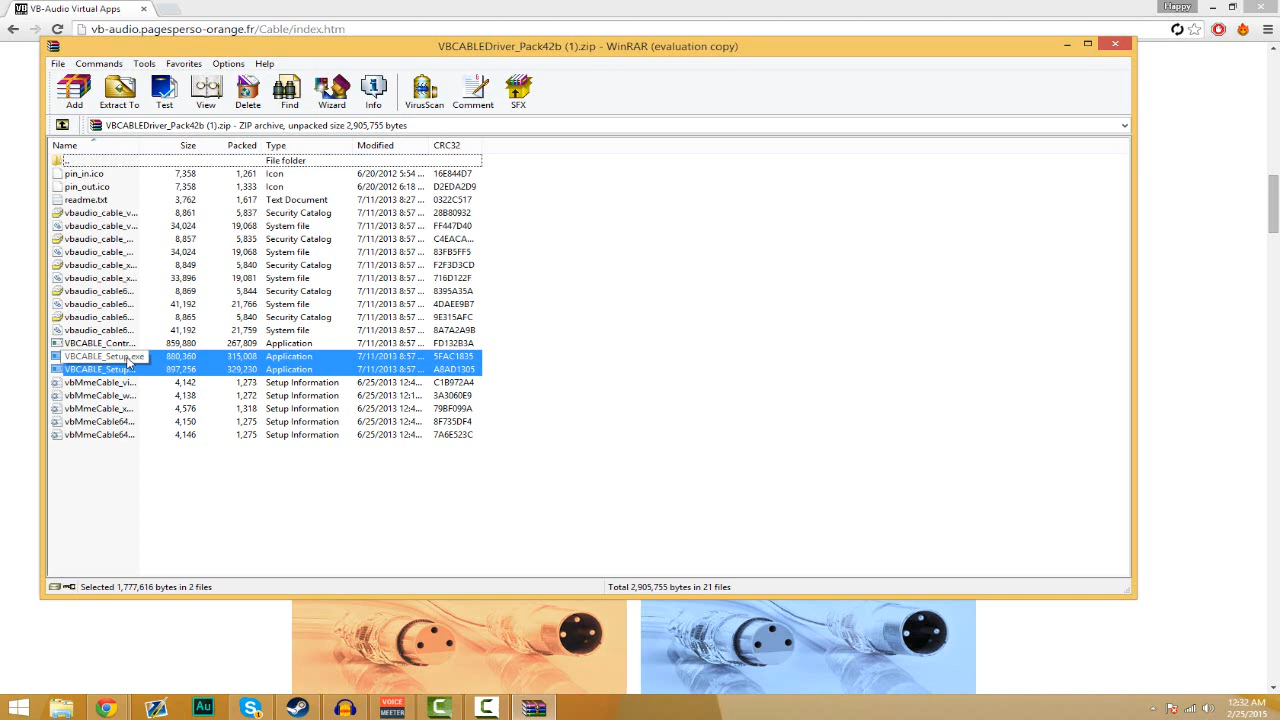 VB-Audio Virtual Apps
Happy
vb-audio.pagesperso-orange.fr/Cable/index.htm
VBCABLEDriver_Pack42b (1).zip - WinRAR (evaluation copy)
File Commands Tools Favorites Options Help
Add Extract To Test View Delete Find Wizard Info VirusScan Comment SFX
VBCABLEDriver_Pack42b (1).zip - ZIP archive, unpacked size 2,905,755 bytes
Name Size Packed Type Modified CRC32
.. File folder
pin_in.ico 7,358 1,261 Icon 6/20/2012 5:54 ... 16E844D7
pin_out.ico 7,358 1,333 Icon 6/20/2012 6:18 ... D2EDA2D9
readme.txt 3,762 1,617 Text Document 7/11/2013 8:27 ... 0322C517
vbaudio_cable_v... 8,861 5,837 Security Catalog 7/11/2013 8:57 ... 28B80932
vbaudio_cable_v... 34,024 19,068 System file 7/11/2013 8:57 ... FF447D40
vbaudio_cable_... 8,857 5,835 Security Catalog 7/11/2013 8:57 ... C4EACA...
vbaudio_cable_... 34,024 19,068 System file 7/11/2013 8:57 ... 83FB5FF5
vbaudio_cable_x... 8,849 5,840 Security Catalog 7/11/2013 8:57 ... F2F3D3CD
vbaudio_cable_x... 33,896 19,081 System file 7/11/2013 8:57 ... 716D122F
vbaudio_cable6... 8,869 5,844 Security Catalog 7/11/2013 8:57 ... 8395A35A
vbaudio_cable6... 41,192 21,766 System file 7/11/2013 8:57 ... 4DAEE9B7
vbaudio_cable6... 8,865 5,840 Security Catalog 7/11/2013 8:57 ... 9E315AFC
vbaudio_cable6... 41,192 21,759 System file 7/11/2013 8:57 ... 8A7A2A9B
VBCABLE_Contr... 859,880 267,809 Application 7/11/2013 8:57 ... FD132B3A
VBCABLE_Setup.exe 880,360 315,008 Application 7/11/2013 8:57 ... 5FAC1835
VBCABLE_Setup... 897,256 329,230 Application 7/11/2013 8:57 ... A8AD1305
vbMmeCable_vi... 4,142 1,273 Setup Information 6/25/2013 12:4... C1B972A4
vbMmeCable_w... 4,138 1,272 Setup Information 6/25/2013 12:4... 3A3060E9
vbMmeCable_x... 4,576 1,318 Setup Information 6/25/2013 12:4... 79BF099A
vbMmeCable64... 4,150 1,275 Setup Information 6/25/2013 12:4... 8F735DF4
vbMmeCable64... 4,146 1,275 Setup Information 6/25/2013 12:4... 7A6E523C
Selected 1,777,616 bytes in 2 files Total 2,905,755 bytes in 21 files
Au
VOICE
MEETER
12:32 AM
2/25/2015